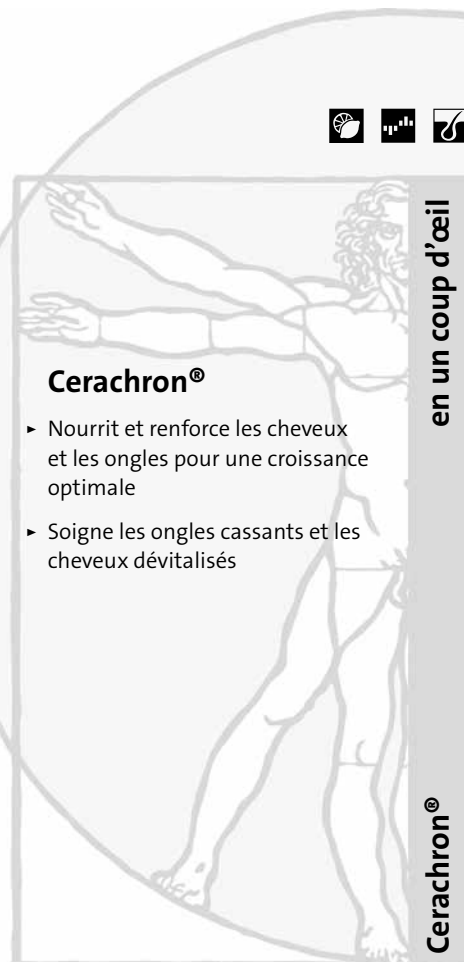 Cerachron®
▸ Nourrit et renforce les cheveux
et les ongles pour une croissance
optimale
▸ Soigne les ongles cassants et les
cheveux dévitalisés
en un coup d’œil
Cerachron®